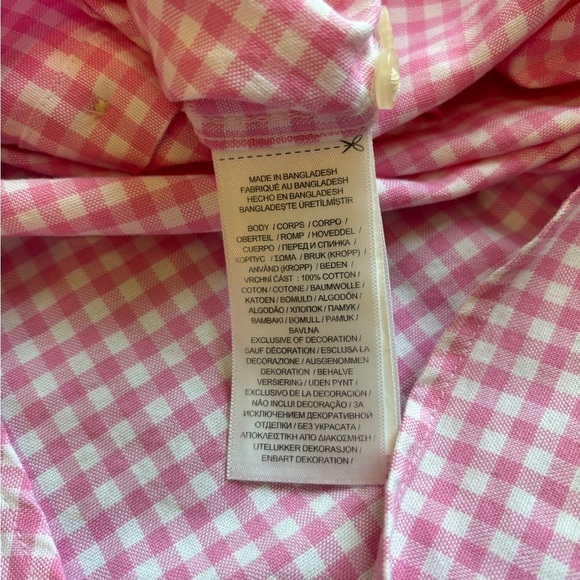 MADE IN BANGLADESH
FABRIQUÉ AU BANGLADESH
HECHO EN BANGLADESH
BANGLADEŞ'TE ÜRETİLMİŞTİR
BODY / CORPS / CORPO /
OBERTEIL / ROMP / HOVEDDEL /
CUERPO / ПЕРЕД И СПИНКА /
КОРПУС / ΣΩΜΑ / BRUK (KROPP) /
ANVÄND (KROPP) / BEDEN /
VRCHNÍ ČÁST : 100% COTTON /
COTON / COTONE / BAUMWOLLE /
KATOEN / BOMULD / ALGODÓN /
ALGODÃO / ХЛОПОК / ПАМУК /
BAMBAKI / BOMULL / PAMUK /
BAVLNA
EXCLUSIVE OF DECORATION /
SAUF DÉCORATION / ESCLUSA LA
DECORAZIONE / AUSGENOMMEN
DEKORATION / BEHALVE
VERSIERING / UDEN PYNT /
EXCLUSIVO DE LA DECORACIÓN /
NÃO INCLUI DECORAÇÃO / ЗА
ИСКЛЮЧЕНИЕМ ДЕКОРАТИВНОЙ
ОТДЕЛКИ / БЕЗ УКРАСАТА /
ΑΠΟΚΛΕΙΣΤΙΚΗ ΑΠΟ ΔΙΑΚΟΣΜΗΣΗ /
UTELUKKER DEKORASJON /
ENBART DEKORATION /